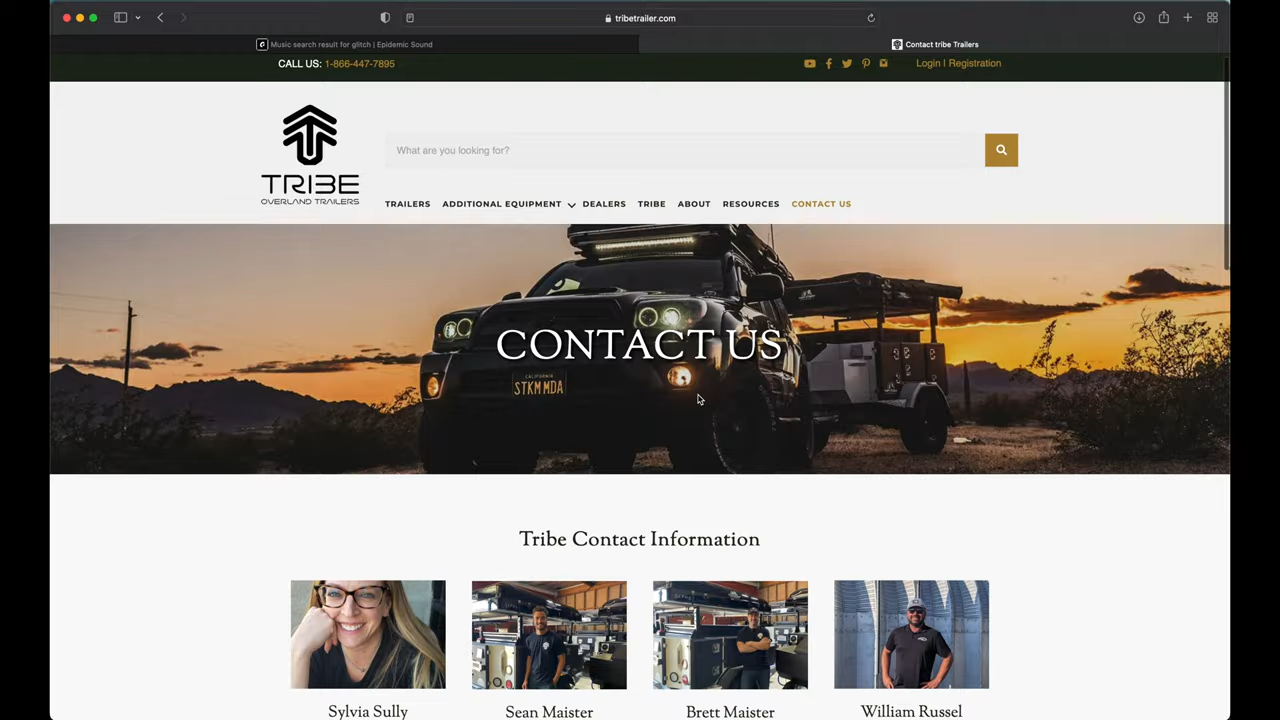 tribetrailer.com
Music search result for glitch | Epidemic Sound
Contact tribe Trailers
CALL US: 1-866-447-7895
Login | Registration
What are you looking for?
TRIBE
OVERLAND TRAILERS
TRAILERS ADDITIONAL EQUIPMENT DEALERS TRIBE ABOUT RESOURCES CONTACT US
CONTACT US
CALIFORNIA
STKM MDA
Tribe Contact Information
Sylvia Sully
Sean Maister
Brett Maister
William Russel